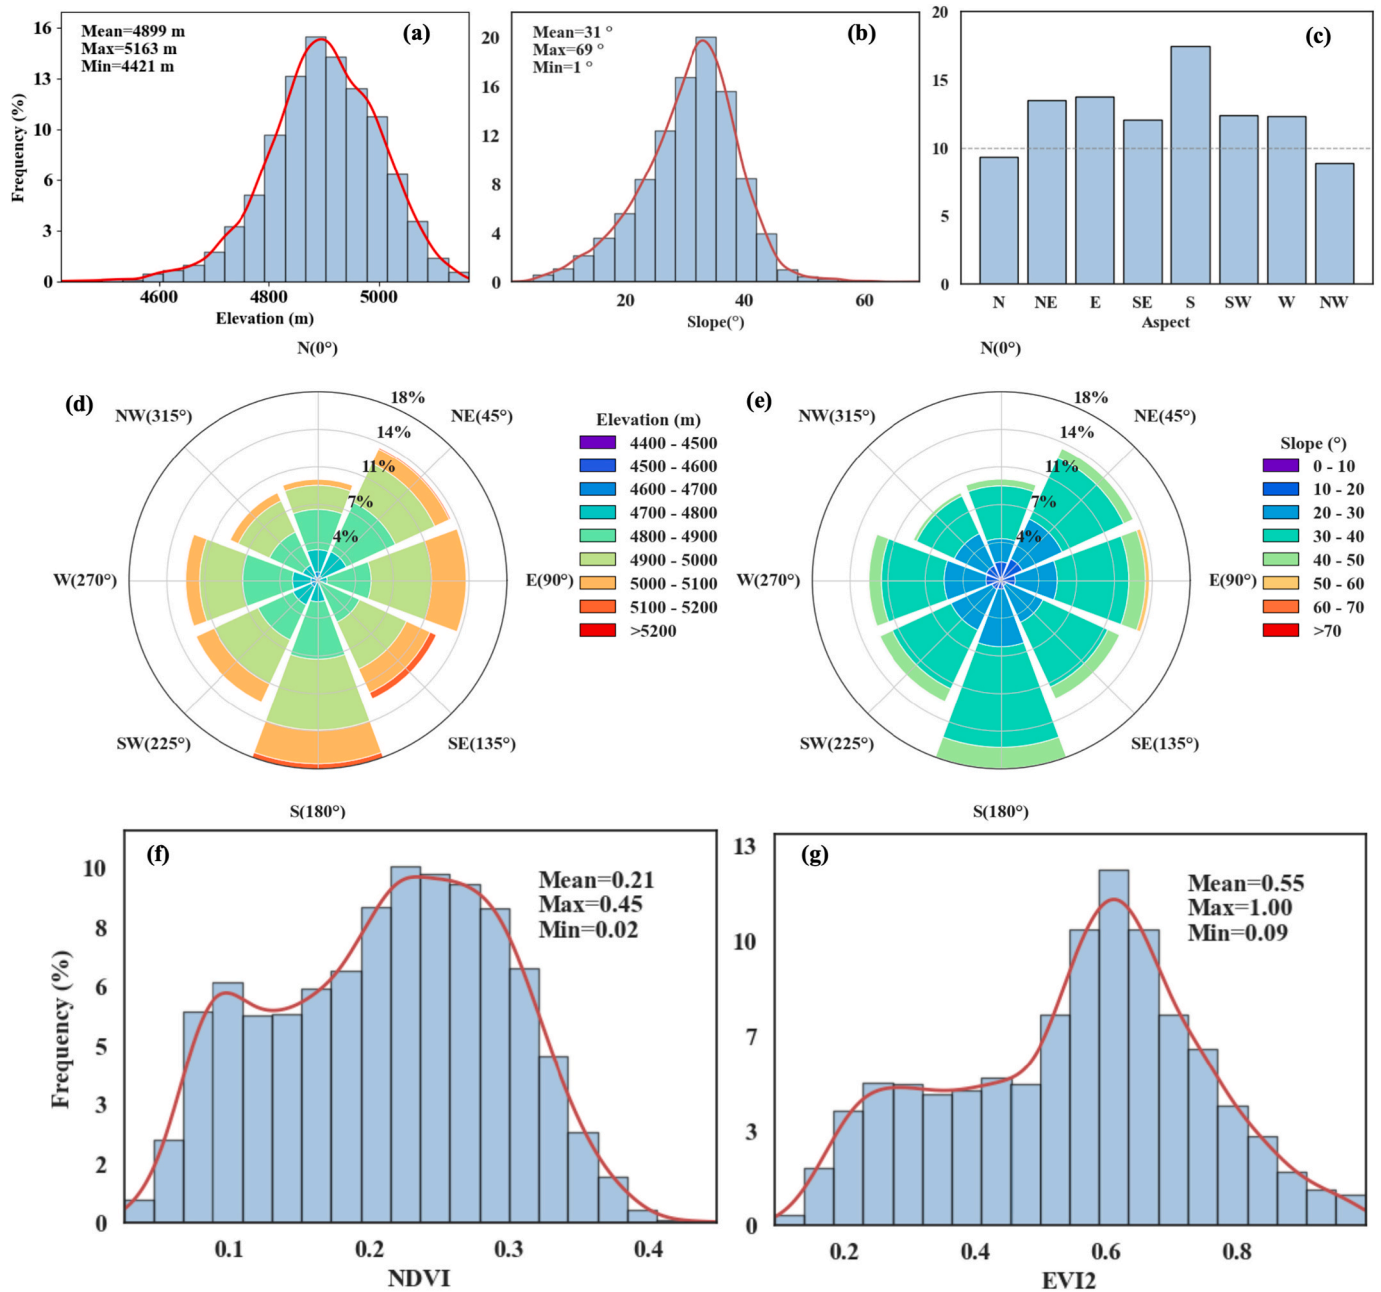 (a)
Mean=4899 m
Max=5163 m
Min=4421 m
16
13
10
6
3
0
Frequency (%)
4600
4800
5000
Elevation (m)
(b)
Mean=31 °
Max=69 °
Min=1 °
20
16
12
8
4
0
20
40
60
Slope(°)
(c)
20
15
10
5
0
N
NE
E
SE
S
SW
W
NW
Aspect
(d)
N(0°)
NW(315°)
NE(45°)
W(270°)
E(90°)
SW(225°)
SE(135°)
S(180°)
18%
14%
11%
7%
4%
Elevation (m)
4400 - 4500
4500 - 4600
4600 - 4700
4700 - 4800
4800 - 4900
4900 - 5000
5000 - 5100
5100 - 5200
>5200
(e)
N(0°)
NW(315°)
NE(45°)
W(270°)
E(90°)
SW(225°)
SE(135°)
S(180°)
18%
14%
11%
7%
4%
Slope (°)
0 - 10
10 - 20
20 - 30
30 - 40
40 - 50
50 - 60
60 - 70
>70
(f)
Mean=0.21
Max=0.45
Min=0.02
10
8
6
5
3
2
0
Frequency (%)
0.1
0.2
0.3
0.4
NDVI
(g)
Mean=0.55
Max=1.00
Min=0.09
13
10
7
3
0
0.2
0.4
0.6
0.8
EVI2